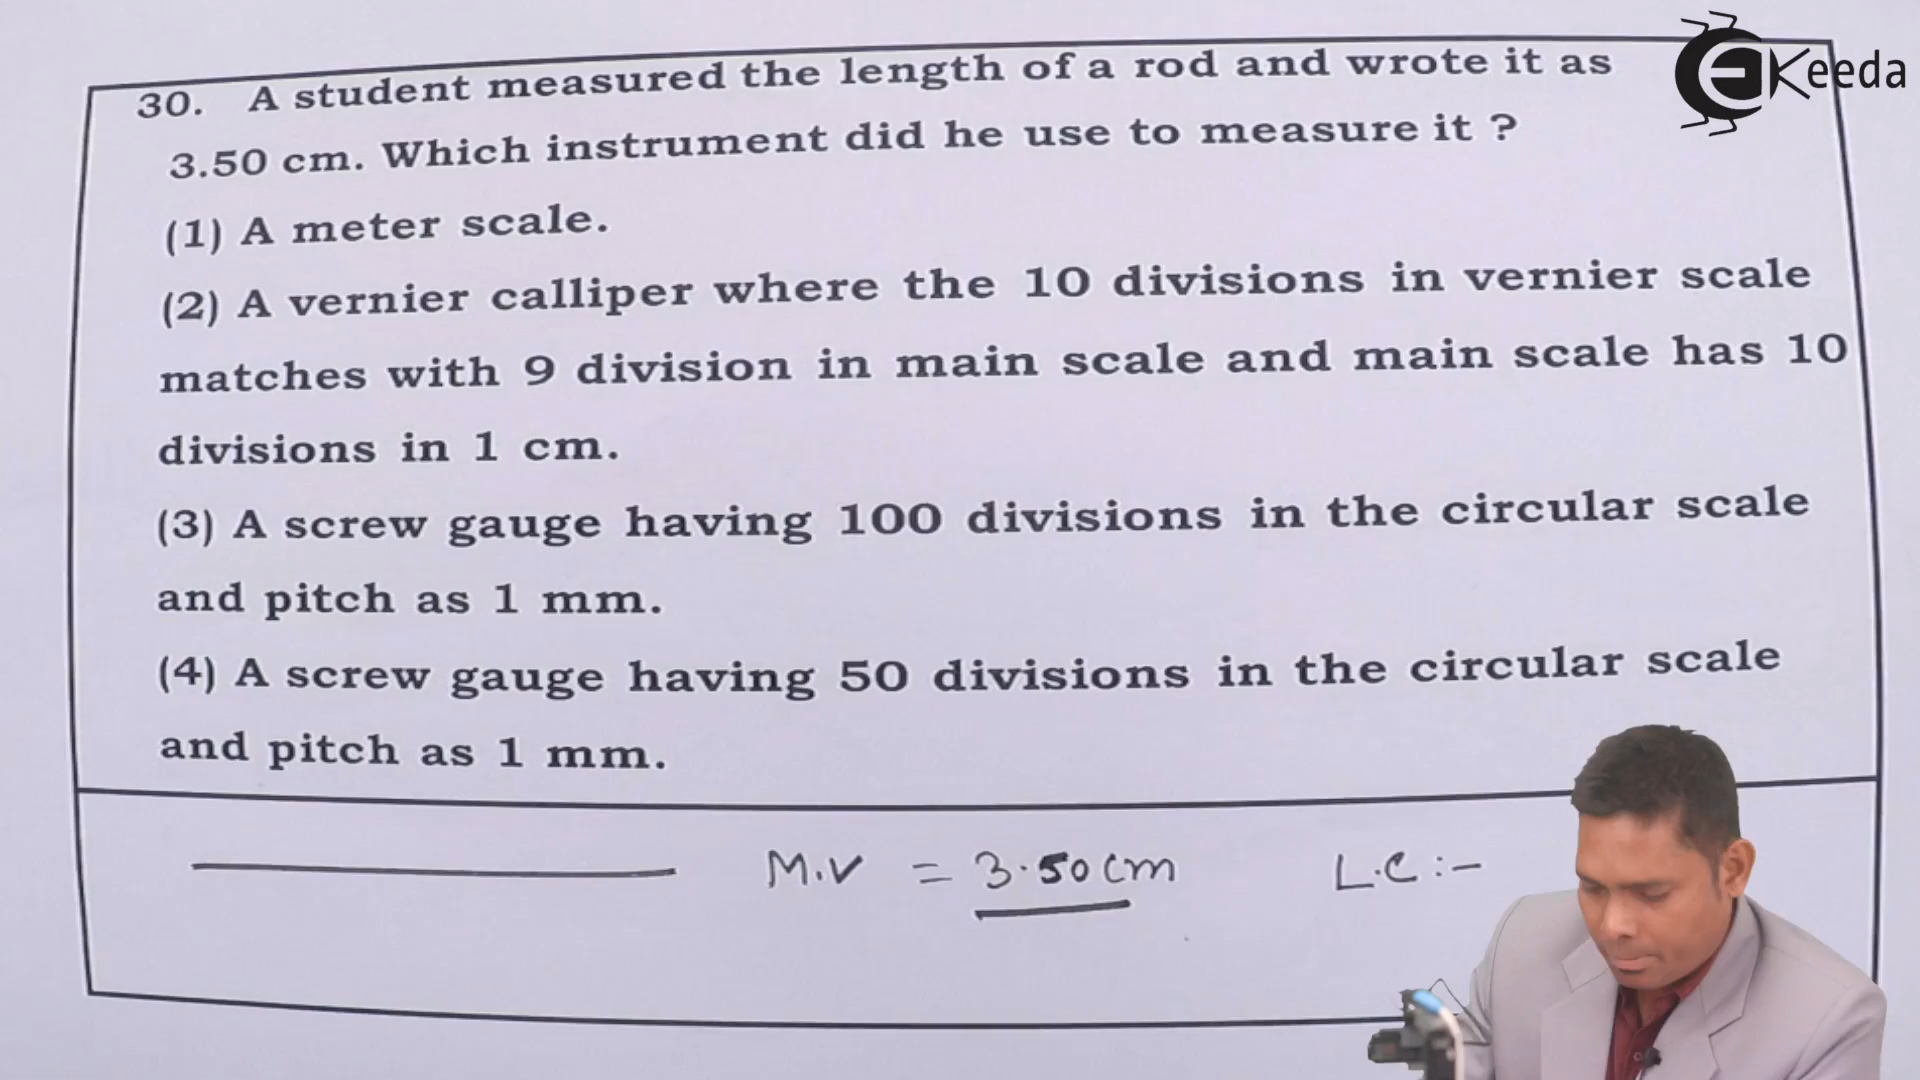 EKeeda
30. A student measured the length of a rod and wrote it as
3.50 cm. Which instrument did he use to measure it ?
(1) A meter scale.
(2) A vernier calliper where the 10 divisions in vernier scale
matches with 9 division in main scale and main scale has 10
divisions in 1 cm.
(3) A screw gauge having 100 divisions in the circular scale
and pitch as 1 mm.
(4) A screw gauge having 50 divisions in the circular scale
and pitch as 1 mm.
M.V = 3.50 cm L.C :-